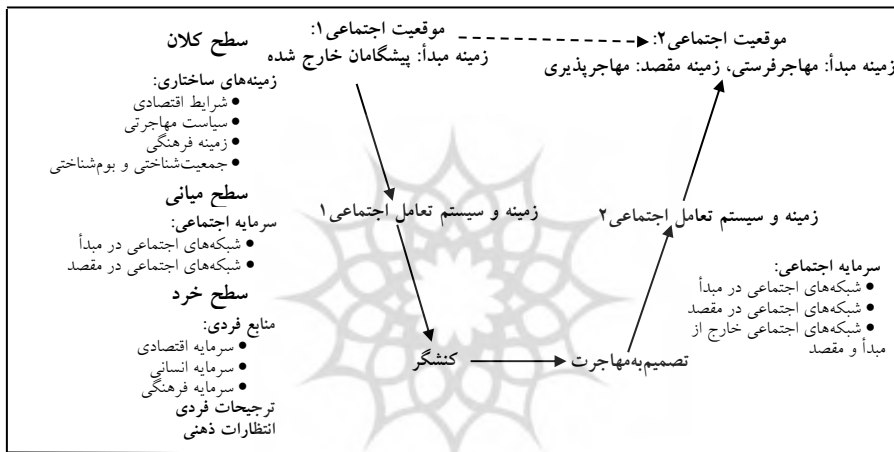 سطح کلان
زمینه‌های ساختاری:
● شرایط اقتصادی
● سیاست مهاجرتی
● زمینه فرهنگی
● جمعیت‌شناختی و بوم‌شناختی
سطح میانی
سرمایه اجتماعی:
● شبکه‌های اجتماعی در مبدأ
● شبکه‌های اجتماعی در مقصد
سطح خرد
منابع فردی:
● سرمایه اقتصادی
● سرمایه انسانی
● سرمایه فرهنگی
ترجیحات فردی
انتظارات ذهنی
موقعیت اجتماعی۱:
زمینه مبدأ: پیشگامان خارج شده
زمینه و سیستم تعامل اجتماعی۱
کنشگر
تصمیم‌به‌مهاجرت
زمینه و سیستم تعامل اجتماعی۲
موقعیت اجتماعی۲:
زمینه مبدأ: مهاجرفرستی، زمینه مقصد: مهاجرپذیری
سرمایه اجتماعی:
● شبکه‌های اجتماعی در مبدأ
● شبکه‌های اجتماعی در مقصد
● شبکه‌های اجتماعی خارج از
مبدأ و مقصد